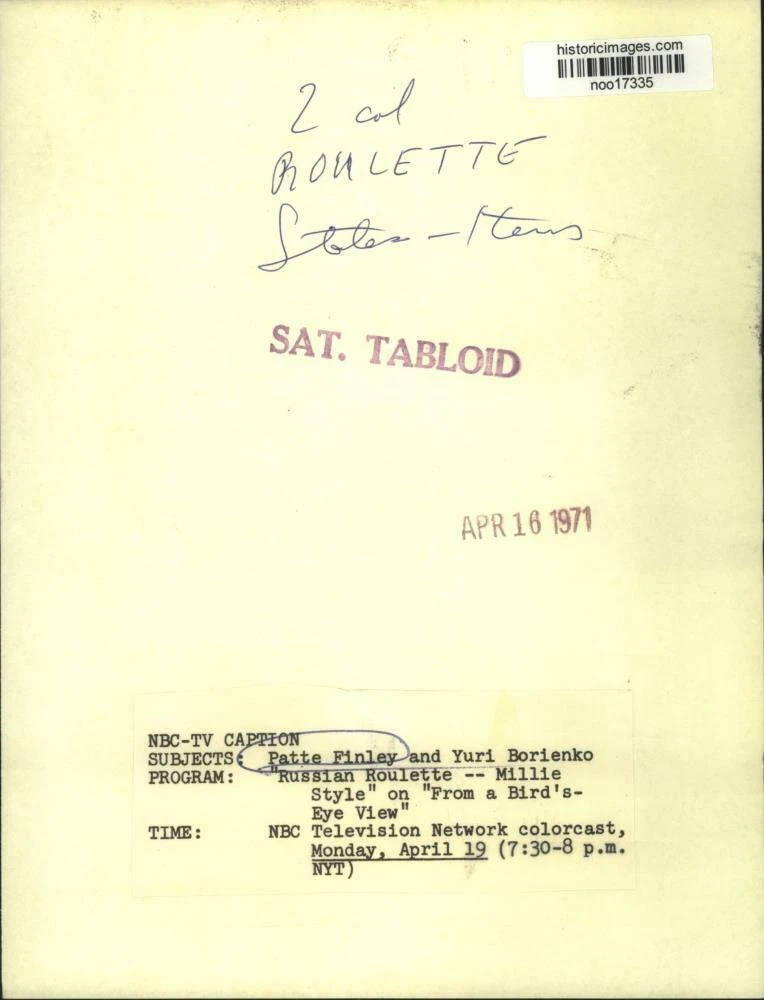 historicimages.com
noo17335
2 col
ROULETTE
States-Items
SAT. TABLOID
APR 16 1971
NBC-TV CAPTION
SUBJECTS: Patte Finley and Yuri Borienko
PROGRAM: "Russian Roulette -- Millie
Style" on "From a Bird's-
Eye View"
TIME: NBC Television Network colorcast,
Monday, April 19 (7:30-8 p.m.
NYT)